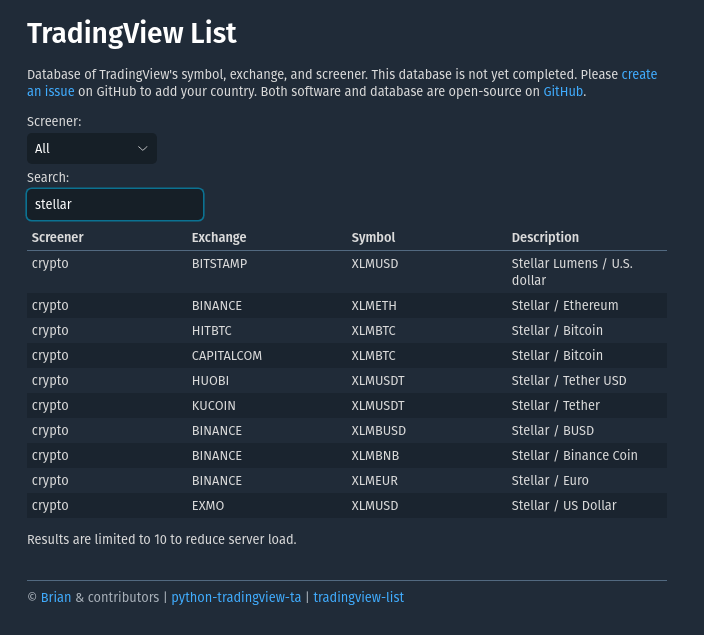 TradingView List
Database of TradingView's symbol, exchange, and screener. This database is not yet completed. Please create
an issue on GitHub to add your country. Both software and database are open-source on GitHub.
Screener:
All
Search:
stellar
Screener Exchange Symbol Description
crypto BITSTAMP XLMUSD Stellar Lumens / U.S.
dollar
crypto BINANCE XLMETH Stellar / Ethereum
crypto HITBTC XLMBTC Stellar / Bitcoin
crypto CAPITALCOM XLMBTC Stellar / Bitcoin
crypto HUOBI XLMUSDT Stellar / Tether USD
crypto KUCOIN XLMUSDT Stellar / Tether
crypto BINANCE XLMBUSD Stellar / BUSD
crypto BINANCE XLMBNB Stellar / Binance Coin
crypto BINANCE XLMEUR Stellar / Euro
crypto EXMO XLMUSD Stellar / US Dollar
Results are limited to 10 to reduce server load.
© Brian & contributors | python-tradingview-ta | tradingview-list